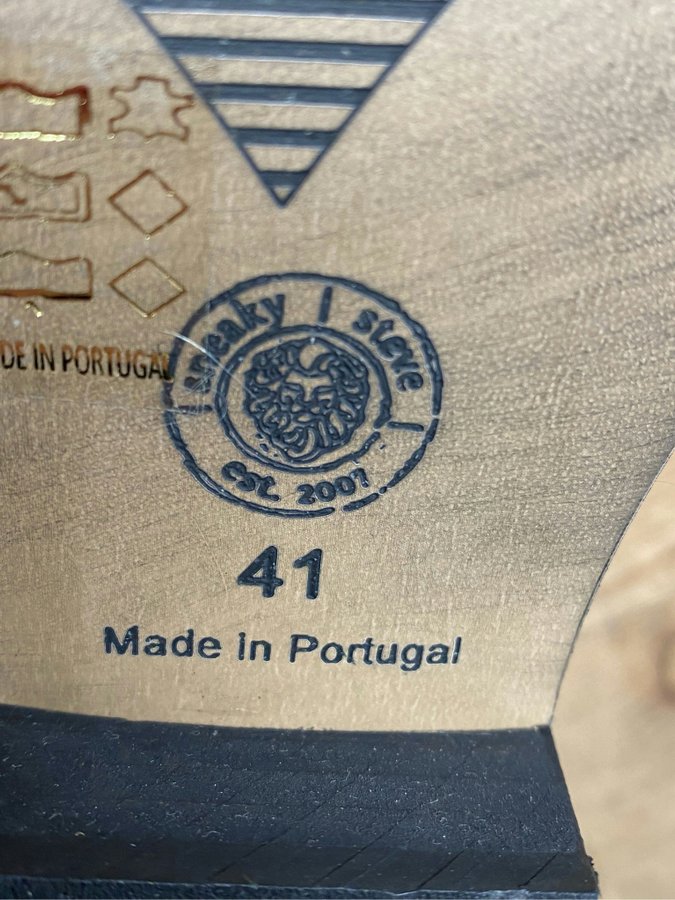 sneaky | steve |
est. 2007
DE IN PORTUGAL
41
Made in Portugal